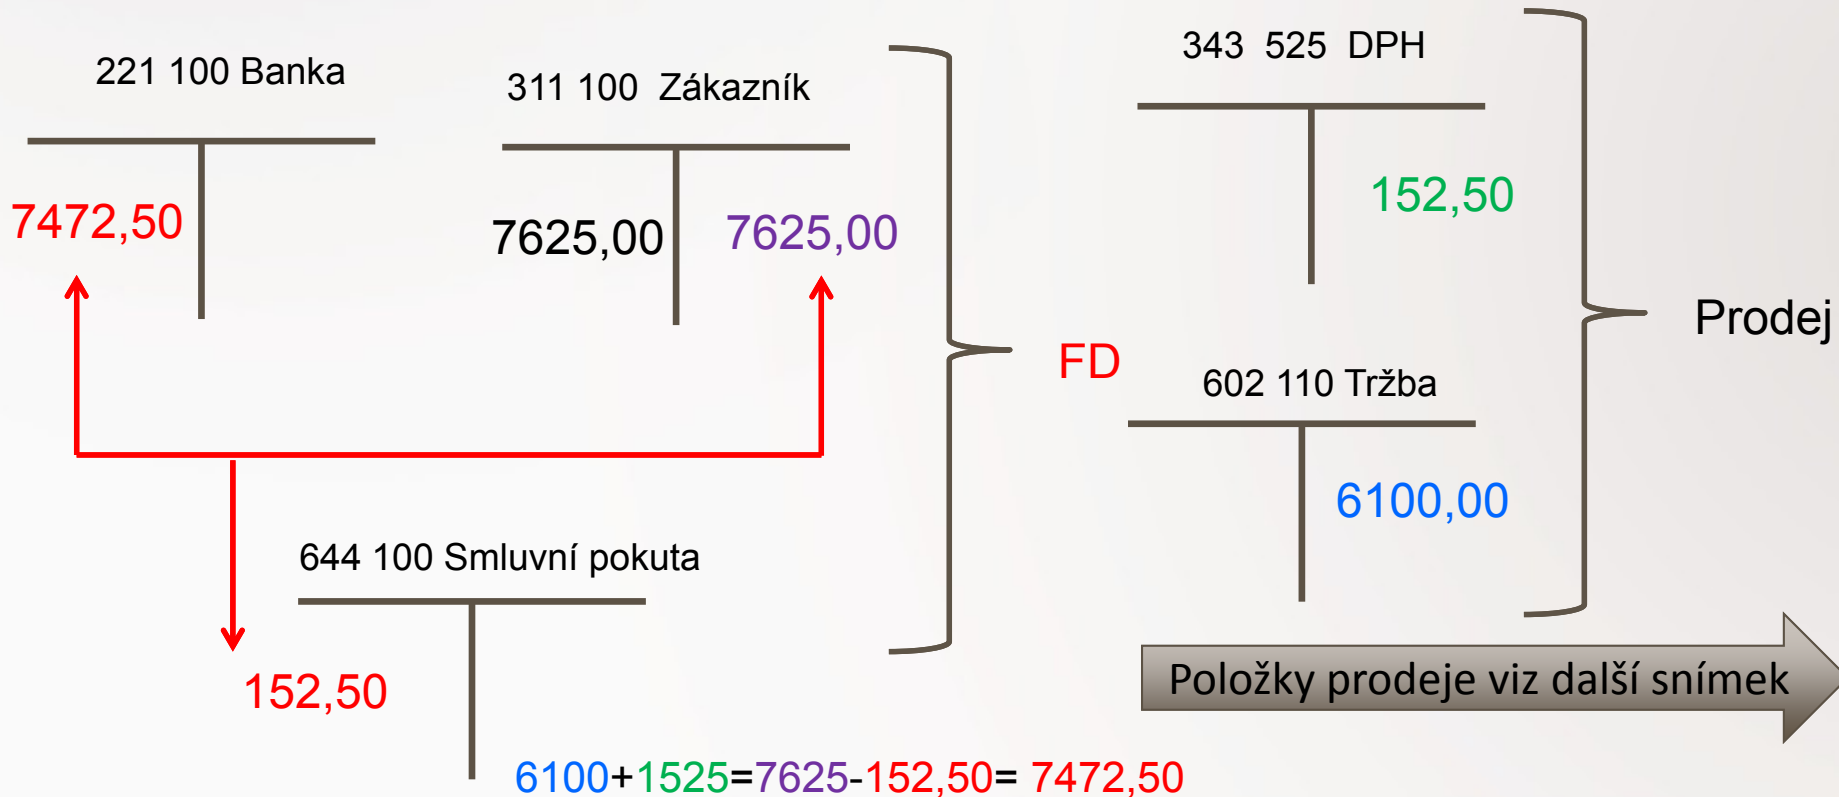 221 100 Banka
7472,50
311 100 Zákazník
7625,00 7625,00
644 100 Smluvní pokuta
152,50
FD
343 525 DPH
152,50
602 110 Tržba
6100,00
Prodej
Položky prodeje viz další snímek
6100+1525=7625-152,50= 7472,50